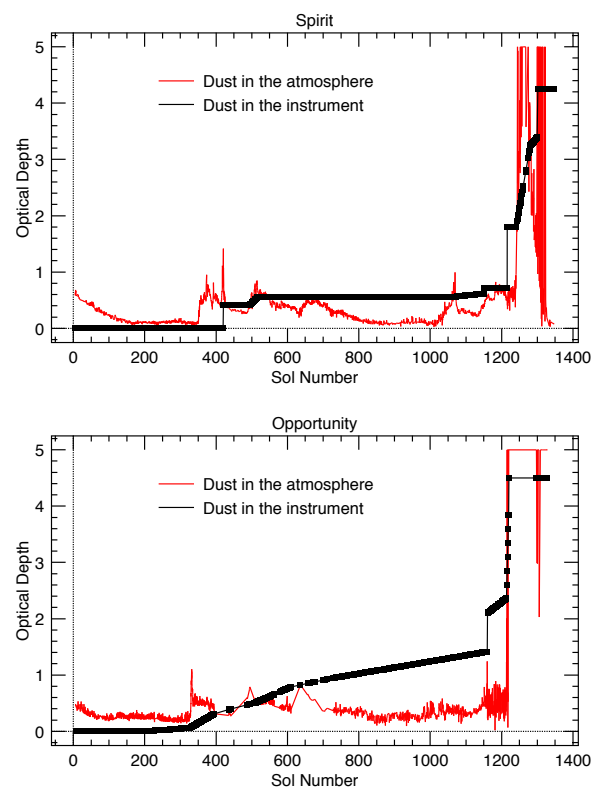 Spirit
5
4
3
2
1
0
Optical Depth
Dust in the atmosphere
Dust in the instrument
0 200 400 600 800 1000 1200 1400
Sol Number
Opportunity
5
4
3
2
1
0
Optical Depth
Dust in the atmosphere
Dust in the instrument
0 200 400 600 800 1000 1200 1400
Sol Number